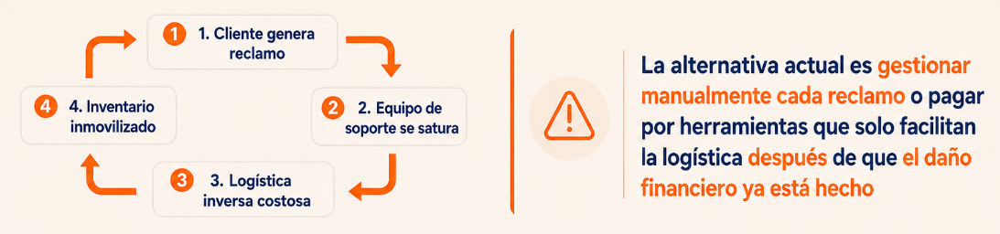 1 1. Cliente genera
reclamo
2 2. Equipo de
soporte se satura
3 3. Logística
inversa costosa
4 4. Inventario
inmovilizado
La alternativa actual es gestionar
manualmente cada reclamo o pagar
por herramientas que solo facilitan
la logística después de que el daño
financiero ya está hecho